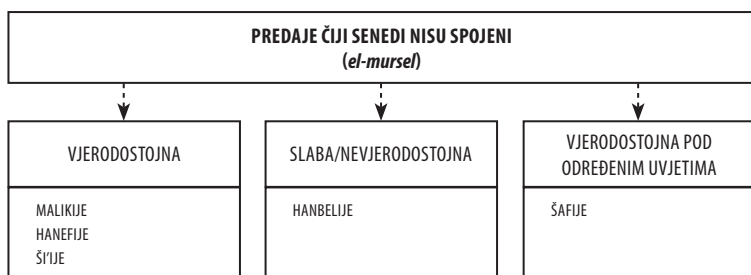 PREDAJE ČIJI SENEDI NISU SPOJENI
(el-mursel)
VJERODOSTOJNA
MALIKIJE
HANEFIJE
ŠI'IJE
SLABA/NEVJERODOSTOJNA
HANBELIJE
VJERODOSTOJNA POD
ODREĐENIM UVJETIMA
ŠAFIJE